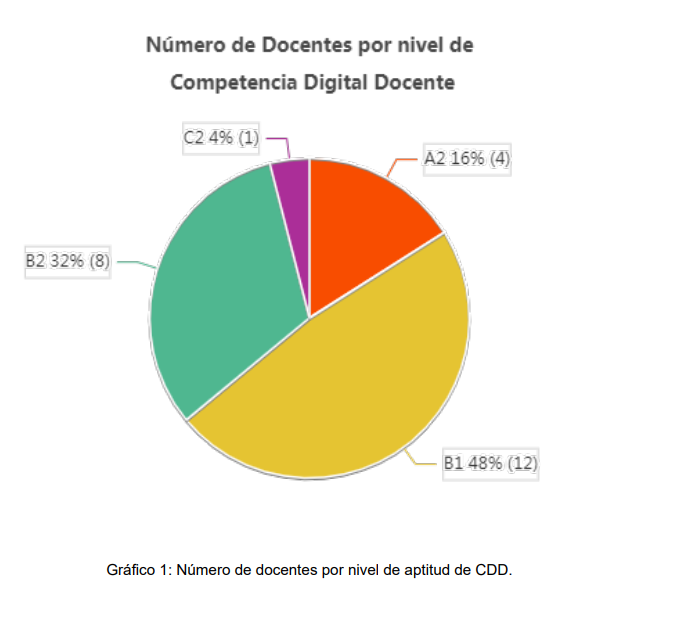 Número de Docentes por nivel de
Competencia Digital Docente
C2 4% (1)
A2 16% (4)
B2 32% (8)
B1 48% (12)
Gráfico 1: Número de docentes por nivel de aptitud de CDD.